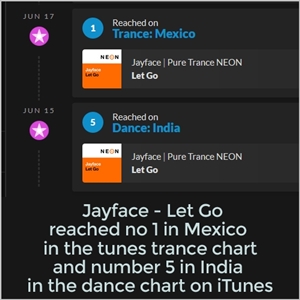 JUN 17
1
Reached on
Trance: Mexico
NEON
Jayface
Let Go
Jayface | Pure Trance NEON
Let Go
JUN 15
5
Reached on
Dance: India
NEON
Jayface
Let Go
Jayface | Pure Trance NEON
Let Go
Jayface - Let Go
reached no 1 in Mexico
in the tunes trance chart
and number 5 in India
in the dance chart on iTunes